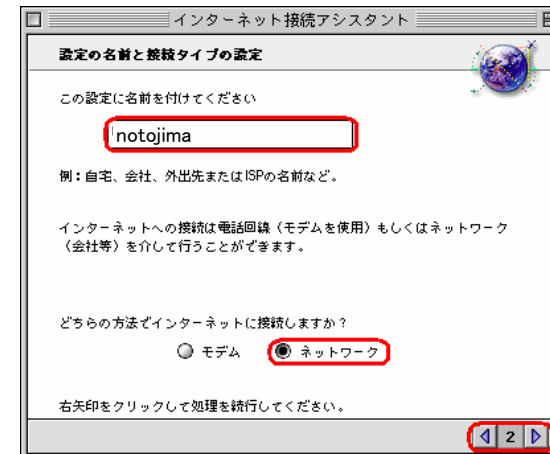 インターネット接続アシスタント
設定の名前と接続タイプの設定
この設定に名前を付けてください
notojima
例：自宅、会社、外出先またはISPの名前など。
インターネットへの接続は電話回線（モデムを使用）もしくはネットワーク
（会社等）を介して行うことができます。
どちらの方法でインターネットに接続しますか？
モデム ネットワーク
右矢印をクリックして処理を続行してください。
2